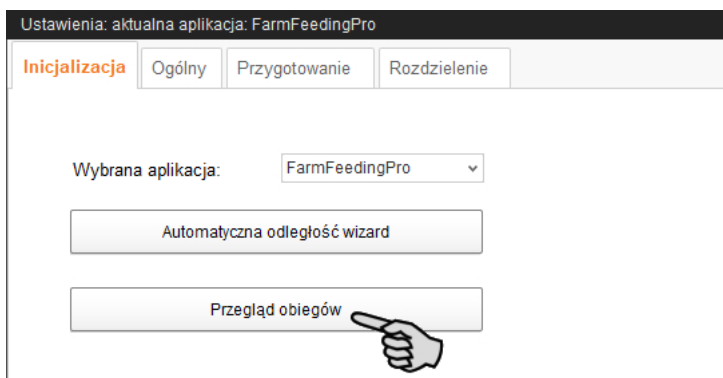 Ustawienia: aktualna aplikacja: FarmFeedingPro
Inicjalizacja Ogólny Przygotowanie Rozdzielenie
Wybrana aplikacja: FarmFeedingPro
Automatyczna odległość wizard
Przegląd obiegów